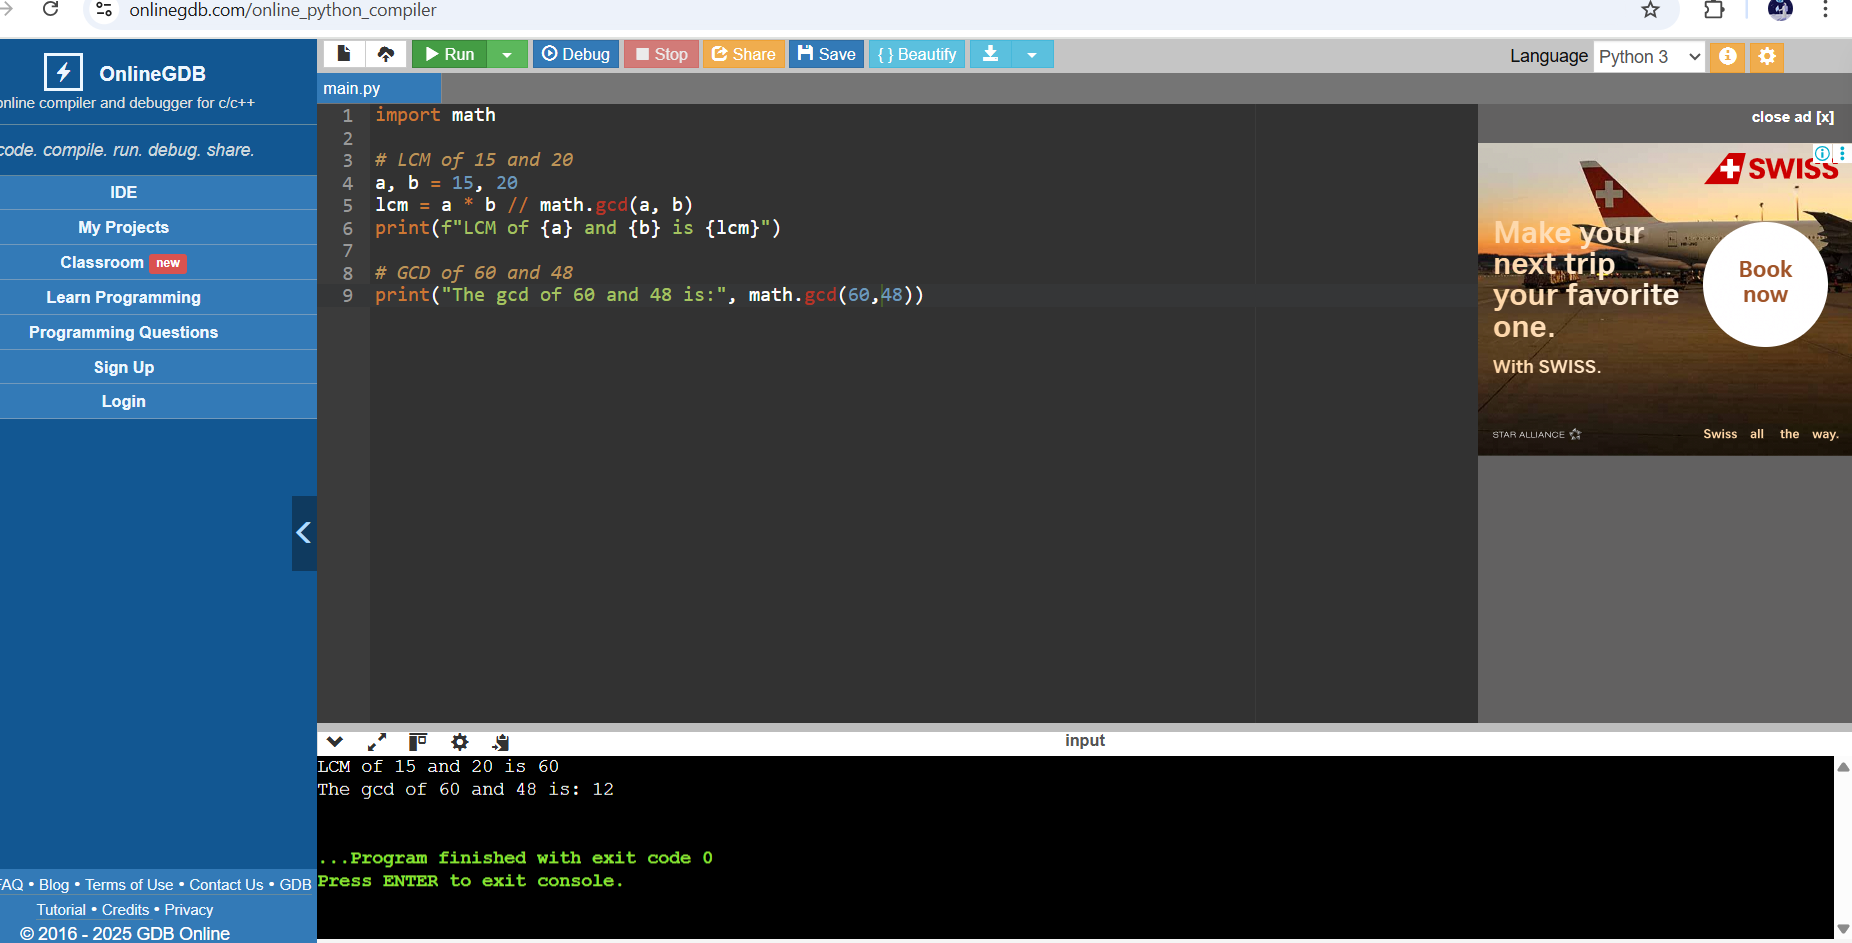 onlinegdb.com/online_python_compiler
OnlineGDB
online compiler and debugger for c/c++
code. compile. run. debug. share.
IDE
My Projects
Classroom new
Learn Programming
Programming Questions
Sign Up
Login
FAQ • Blog • Terms of Use • Contact Us • GDB
Tutorial • Credits • Privacy
© 2016 - 2025 GDB Online
Run Debug Stop Share Save { } Beautify
Language Python 3
main.py
1 import math
2
3 # LCM of 15 and 20
4 a, b = 15, 20
5 lcm = a * b // math.gcd(a, b)
6 print(f"LCM of {a} and {b} is {lcm}")
7
8 # GCD of 60 and 48
9 print("The gcd of 60 and 48 is:", math.gcd(60,48))
close ad [x]
SWISS
Make your
next trip
your favorite
one.
With SWISS.
Book
now
STAR ALLIANCE
Swiss all the way.
input
LCM of 15 and 20 is 60
The gcd of 60 and 48 is: 12
...Program finished with exit code 0
Press ENTER to exit console.